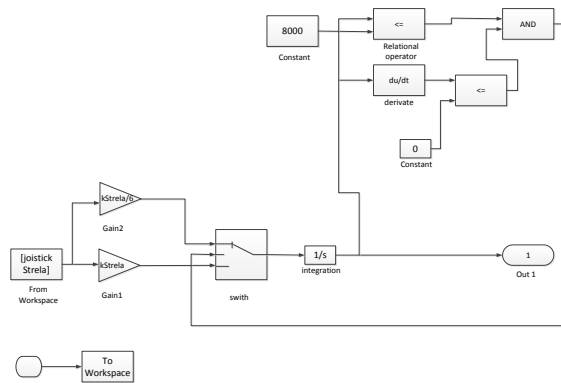 8000
Constant
<=
Relational
operator
AND
du/dt
derivate
<=
0
Constant
kStrela/6
Gain2
[joistick
Strela]
From
Workspace
kStrela
Gain1
swith
1/s
integration
1
Out 1
To
Workspace